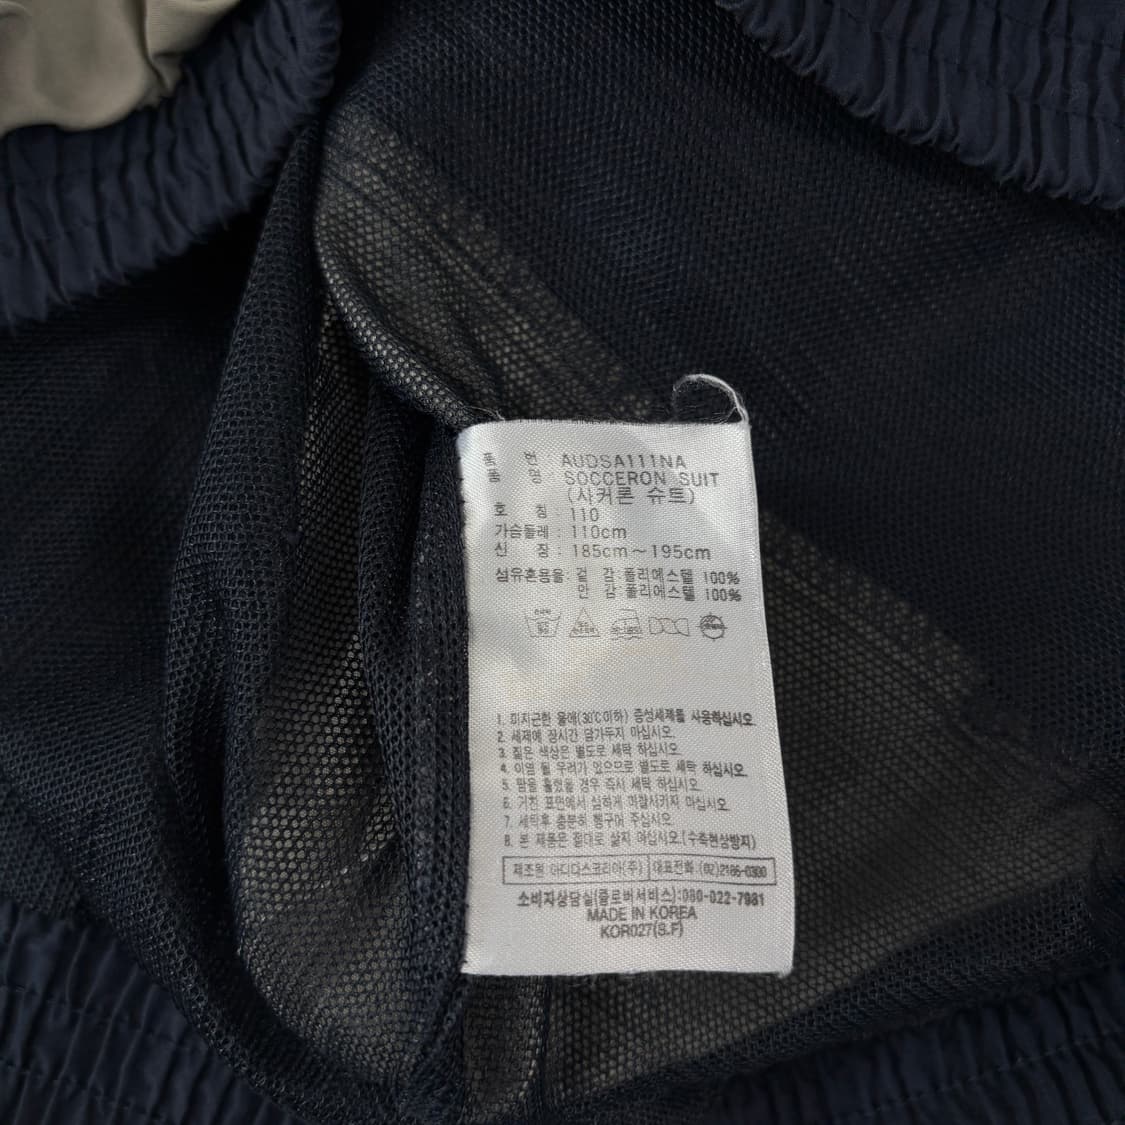 품 번 : AUDSA111NA
품 명 : SOCCERON SUIT
(사커론 슈트)
호 칭 : 110
가슴둘레 : 110cm
신 장 : 185cm~195cm
섬유혼용율 : 겉 감 : 폴리에스텔 100%
안 감 : 폴리에스텔 100%
1. 미지근한 물에(30℃이하) 중성세제를 사용하십시오.
2. 세제에 장시간 담가두지 마십시오.
3. 짙은 색상은 별도로 세탁 하십시오.
4. 이염 될 우려가 있으므로 별도로 세탁 하십시오.
5. 땀을 흘렸을 경우 즉시 세탁 하십시오.
6. 거친 표면에서 심하게 마찰시키지 마십시오.
7. 세탁후 충분히 헹구어 주십시오.
8. 본 제품은 절대로 삶지 마십시오.(수축현상방지)
제조원 아디다스코리아(주) 대표전화 (02)2186-0300
소비자상담실(클로버서비스):080-022-7981
MADE IN KOREA
KOR027(S.F)